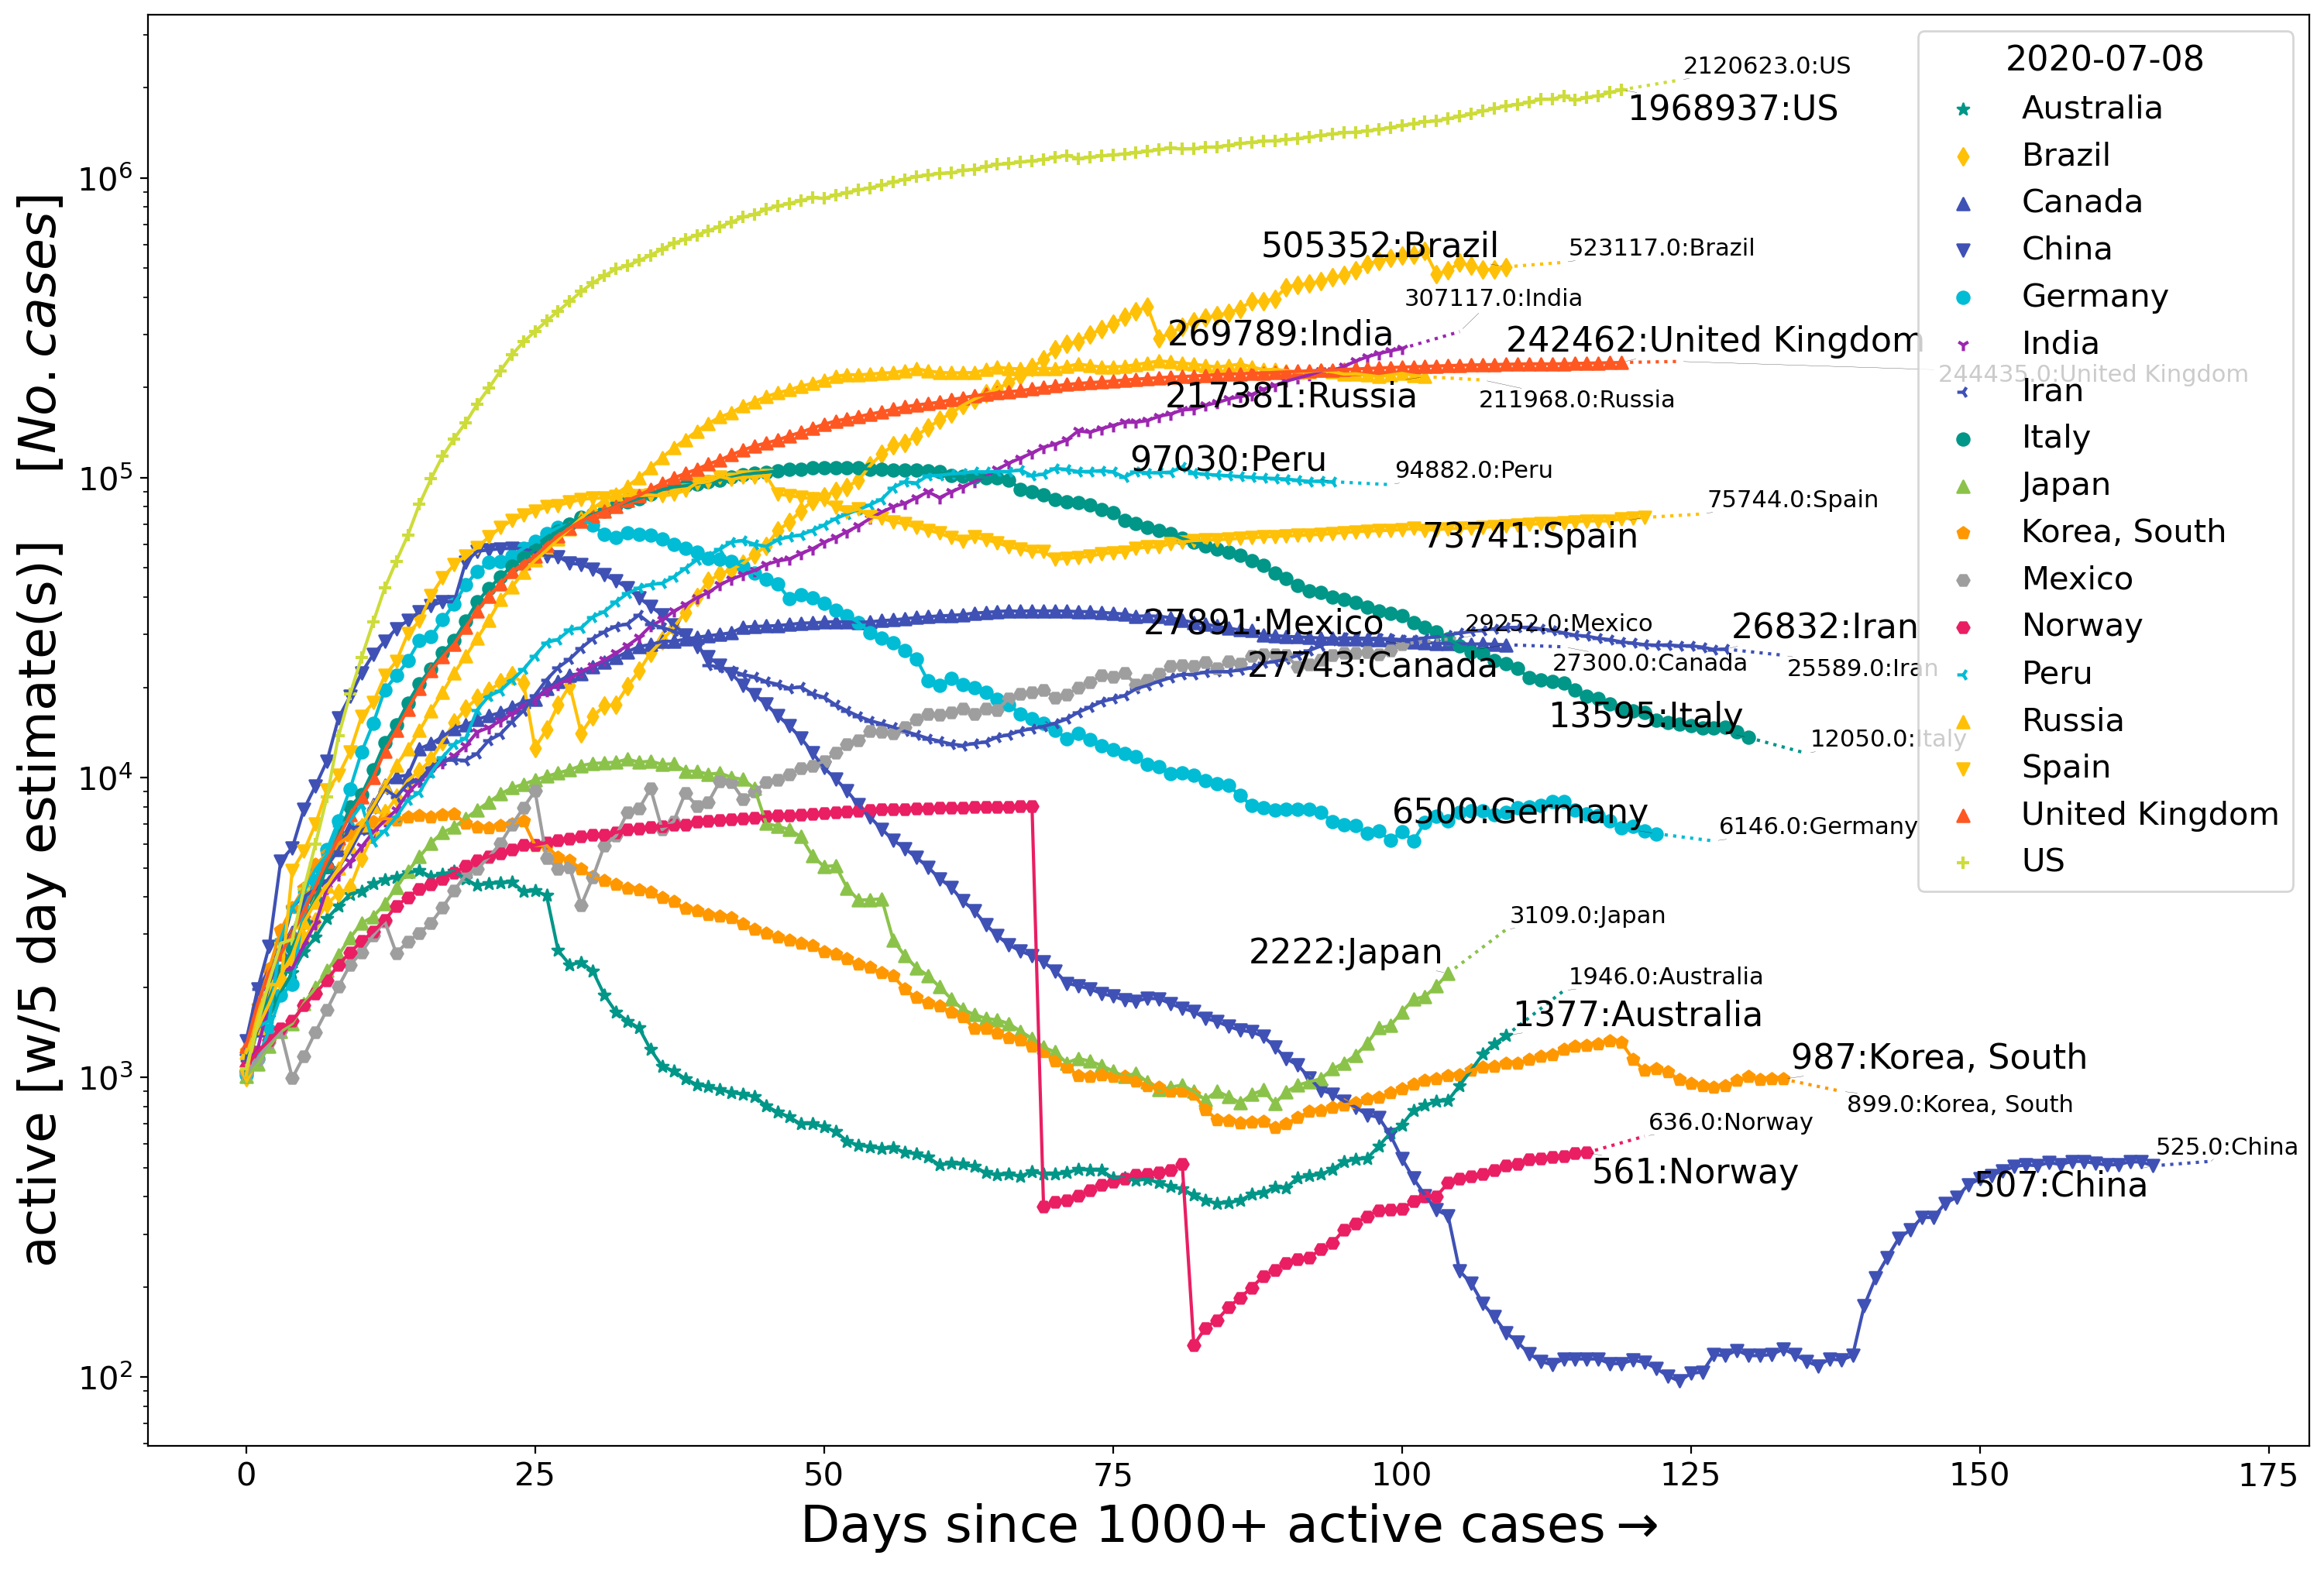 active [w/5 day estimate(s)]   [No.cases]
10^6
10^5
10^4
10^3
10^2
2120623.0:US
1968937:US
505352:Brazil
523117.0:Brazil
307117.0:India
269789:India
242462:United Kingdom
244435.0:United Kingdom
217381:Russia
211968.0:Russia
97030:Peru
94882.0:Peru
75744.0:Spain
73741:Spain
27891:Mexico
29252.0:Mexico
26832:Iran
27743:Canada
27300.0:Canada
25589.0:Iran
13595:Italy
12050.0:Italy
6500:Germany
6146.0:Germany
3109.0:Japan
2222:Japan
1946.0:Australia
1377:Australia
987:Korea, South
899.0:Korea, South
636.0:Norway
561:Norway
525.0:China
507:China
2020-07-08
Australia
Brazil
Canada
China
Germany
India
Iran
Italy
Japan
Korea, South
Mexico
Norway
Peru
Russia
Spain
United Kingdom
US
0 25 50 75 100 125 150 175
Days since 1000+ active cases→